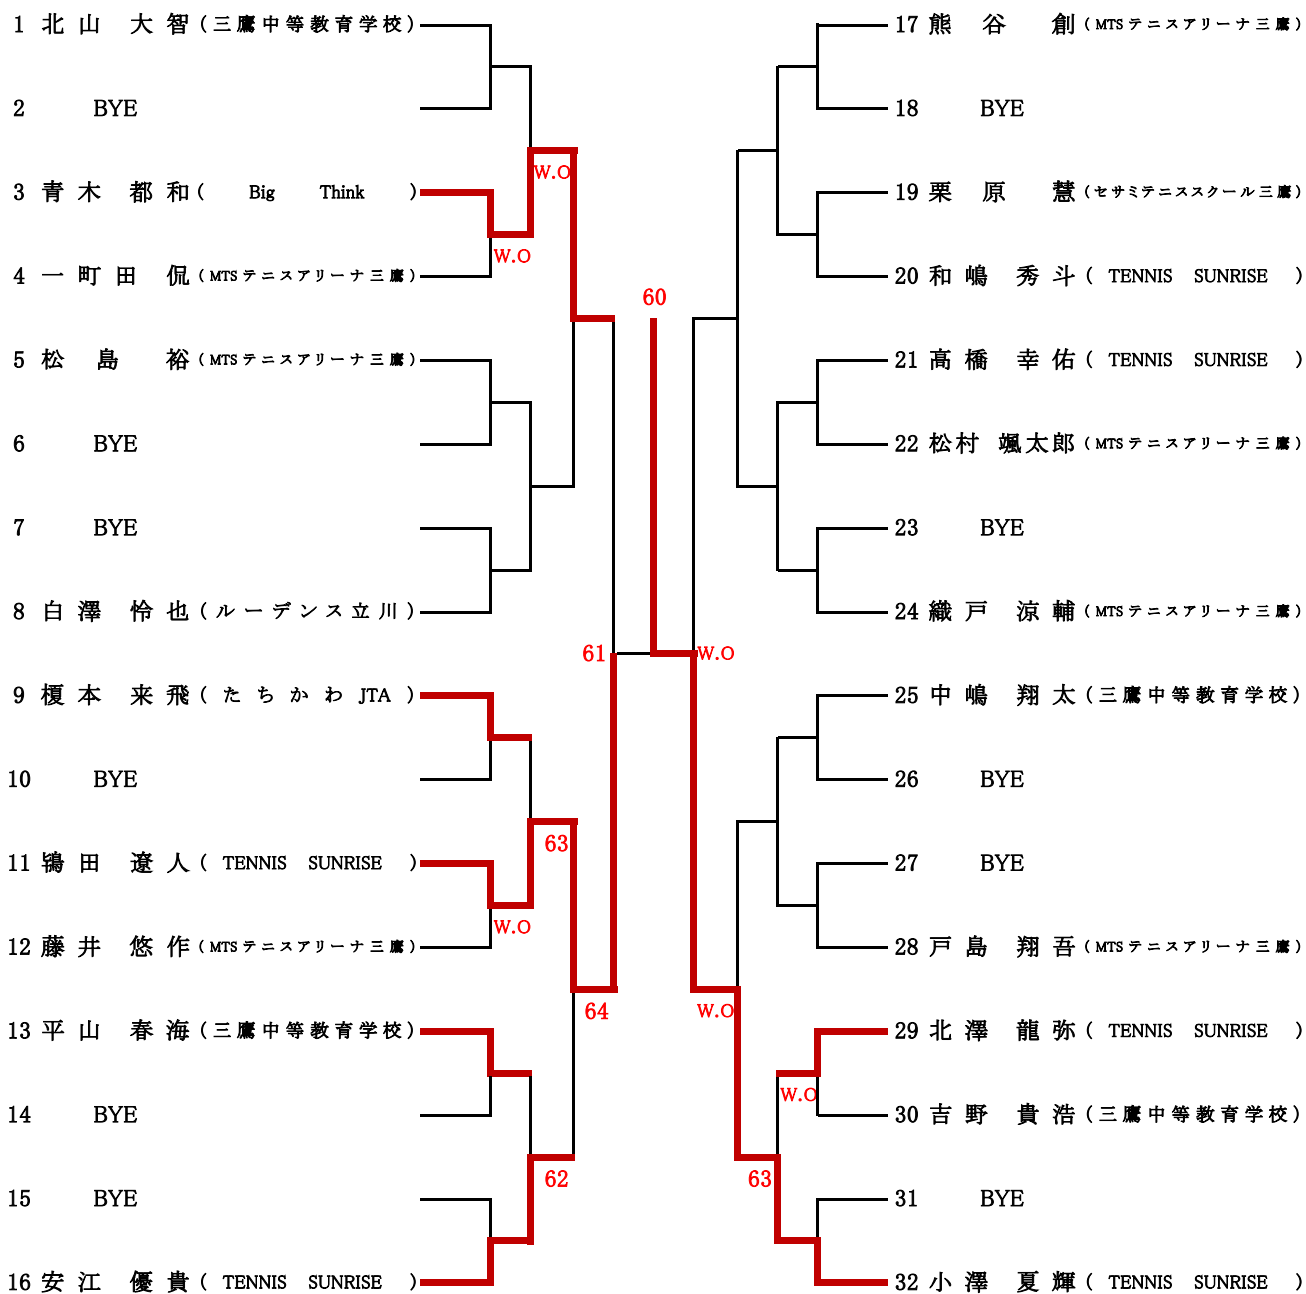 1 北山 大智(三鷹中等教育学校)
2 BYE
W.O
3 青木 都和( Big Think )
W.O
4 一町田 侃(MTSテニスアリーナ三鷹)
5 松島 裕(MTSテニスアリーナ三鷹)
6 BYE
7 BYE
8 白澤 怜也(ルーデンス立川)
61
9 榎本 来飛(たちかわJTA)
10 BYE
63
11 鴇田 遼人( TENNIS SUNRISE )
W.O
12 藤井 悠作(MTSテニスアリーナ三鷹)
64
13 平山 春海(三鷹中等教育学校)
14 BYE
62
15 BYE
16 安江 優貴( TENNIS SUNRISE )
60
17 熊谷 創(MTSテニスアリーナ三鷹)
18 BYE
19 栗原 慧(セサミテニススクール三鷹)
20 和嶋 秀斗( TENNIS SUNRISE )
21 高橋 幸佑( TENNIS SUNRISE )
22 松村 颯太郎(MTSテニスアリーナ三鷹)
23 BYE
24 織戸 涼輔(MTSテニスアリーナ三鷹)
W.O
25 中嶋 翔太(三鷹中等教育学校)
26 BYE
27 BYE
28 戸島 翔吾(MTSテニスアリーナ三鷹)
W.O
29 北澤 龍弥( TENNIS SUNRISE )
W.O
30 吉野 貴浩(三鷹中等教育学校)
63
31 BYE
32 小澤 夏輝( TENNIS SUNRISE )